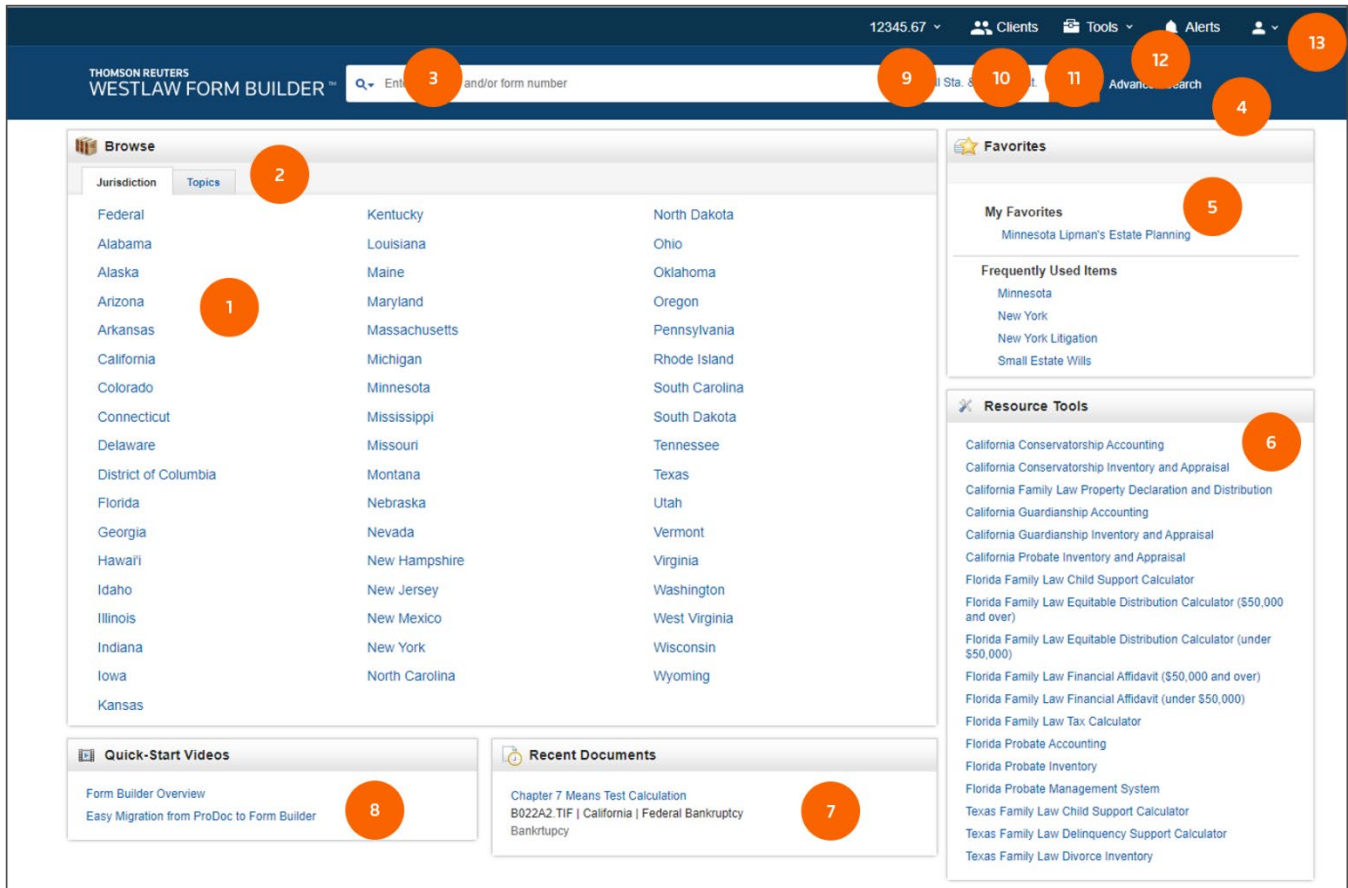 12345.67 Clients Tools Alerts
13
12
THOMSON REUTERS
WESTLAW FORM BUILDER™
3 and/or form number 9 Sta. & 10 11 Search
4
Browse
2
Jurisdiction Topics
Federal Kentucky North Dakota
Alabama Louisiana Ohio
Alaska Maine Oklahoma
1
Arizona Maryland Oregon
Arkansas Massachusetts Pennsylvania
California Michigan Rhode Island
Colorado Minnesota South Carolina
Connecticut Mississippi South Dakota
Delaware Missouri Tennessee
District of Columbia Montana Texas
Florida Nebraska Utah
Georgia Nevada Vermont
Hawai'i New Hampshire Virginia
Idaho New Jersey Washington
Illinois New Mexico West Virginia
Indiana New York Wisconsin
Iowa North Carolina Wyoming
Kansas
Favorites
5
My Favorites
Minnesota Lipman's Estate Planning
Frequently Used Items
Minnesota
New York
New York Litigation
Small Estate Wills
Resource Tools
6
California Conservatorship Accounting
California Conservatorship Inventory and Appraisal
California Family Law Property Declaration and Distribution
California Guardianship Accounting
California Guardianship Inventory and Appraisal
California Probate Inventory and Appraisal
Florida Family Law Child Support Calculator
Florida Family Law Equitable Distribution Calculator ($50,000
and over)
Florida Family Law Equitable Distribution Calculator (under
$50,000)
Florida Family Law Financial Affidavit ($50,000 and over)
Florida Family Law Financial Affidavit (under $50,000)
Florida Family Law Tax Calculator
Florida Probate Accounting
Florida Probate Inventory
Florida Probate Management System
Texas Family Law Child Support Calculator
Texas Family Law Delinquency Support Calculator
Texas Family Law Divorce Inventory
Quick-Start Videos
Form Builder Overview
8
Easy Migration from ProDoc to Form Builder
Recent Documents
Chapter 7 Means Test Calculation
7
B022A2.TIF | California | Federal Bankruptcy
Bankrtupcy